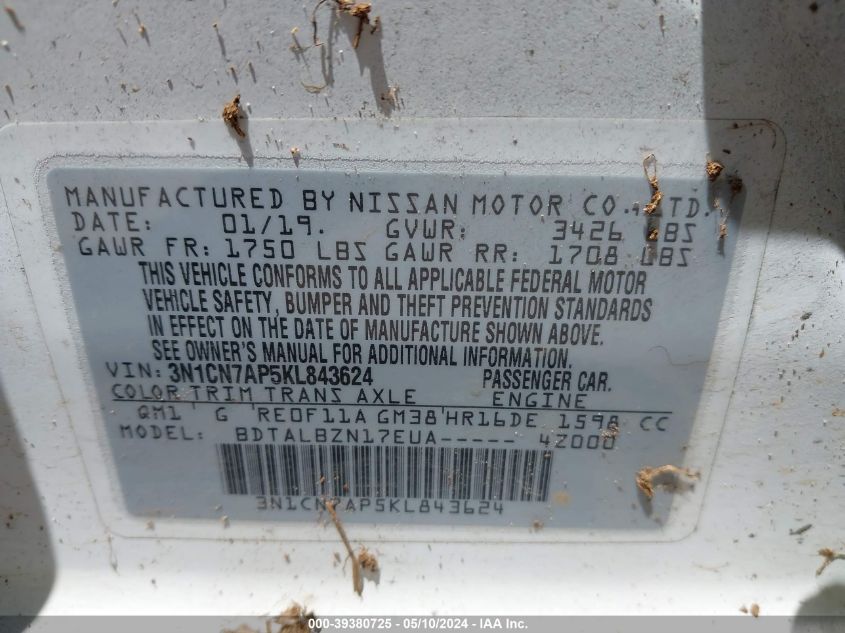 MANUFACTURED BY NISSAN MOTOR CO., LTD.
DATE: 01/19. GVWR: 3426 LBS
GAWR FR: 1750 LBS GAWR RR: 1708 LBS
THIS VEHICLE CONFORMS TO ALL APPLICABLE FEDERAL MOTOR
VEHICLE SAFETY, BUMPER AND THEFT PREVENTION STANDARDS
IN EFFECT ON THE DATE OF MANUFACTURE SHOWN ABOVE.
SEE OWNER'S MANUAL FOR ADDITIONAL INFORMATION.
VIN: 3N1CN7AP5KL843624 PASSENGER CAR.
COLOR TRIM TRANS AXLE ENGINE
QM1 G RE0F11A GM38 HR16DE 1598 CC
MODEL: BDTALBZN17EUA----- 4Z000
3N1CN7AP5KL843624
000-39380725 - 05/10/2024 - IAA Inc.